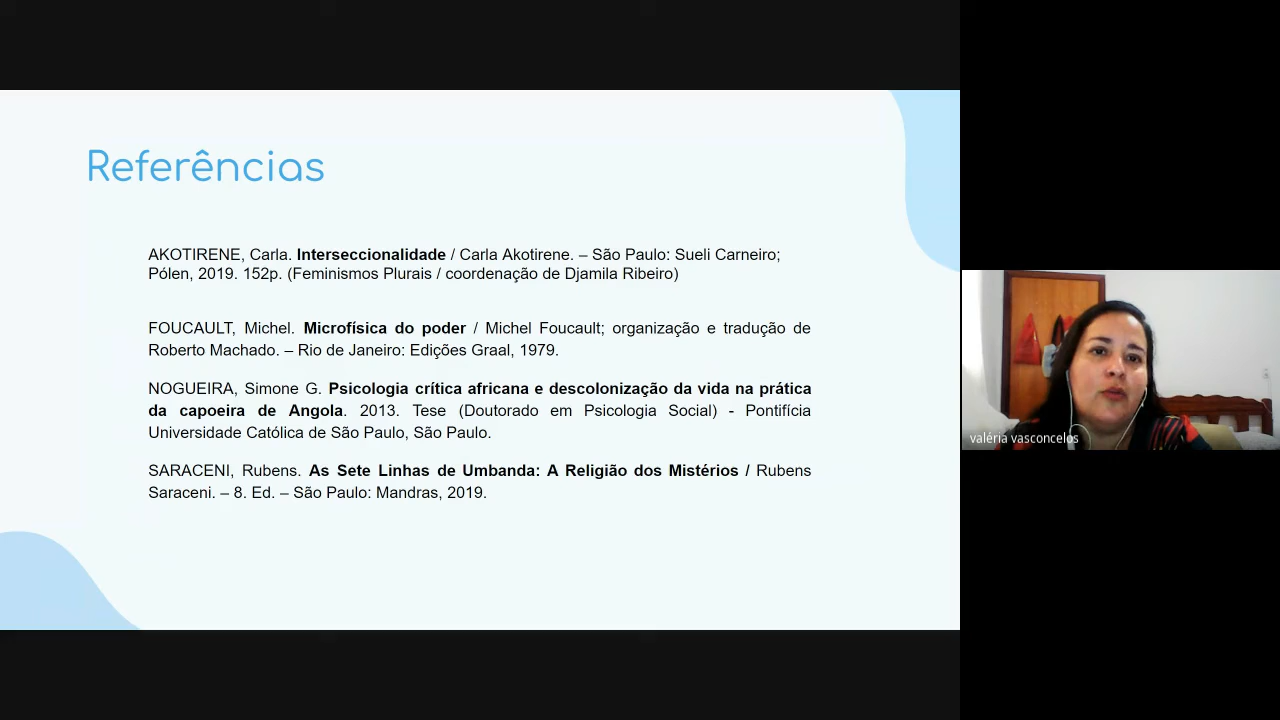 Referências
AKOTIRENE, Carla. Interseccionalidade / Carla Akotirene. – São Paulo: Sueli Carneiro;
Pólen, 2019. 152p. (Feminismos Plurais / coordenação de Djamila Ribeiro)
FOUCAULT, Michel. Microfísica do poder / Michel Foucault; organização e tradução de
Roberto Machado. – Rio de Janeiro: Edições Graal, 1979.
NOGUEIRA, Simone G. Psicologia crítica africana e descolonização da vida na prática
da capoeira de Angola. 2013. Tese (Doutorado em Psicologia Social) - Pontifícia
Universidade Católica de São Paulo, São Paulo.
SARACENI, Rubens. As Sete Linhas de Umbanda: A Religião dos Mistérios / Rubens
Saraceni. – 8. Ed. – São Paulo: Mandras, 2019.
valéria vasconcelos